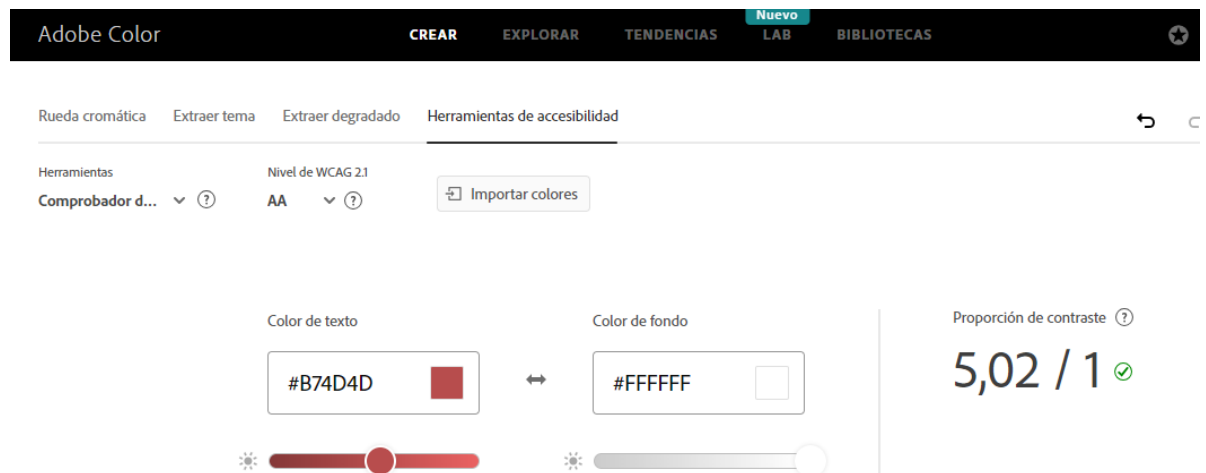 Nuevo
Adobe Color CREAR EXPLORAR TENDENCIAS LAB BIBLIOTECAS
Rueda cromática Extraer tema Extraer degradado Herramientas de accesibilidad
Herramientas Nivel de WCAG 2.1
Comprobador d... ? AA ? Importar colores
Color de texto Color de fondo Proporción de contraste ?
#B74D4D #FFFFFF 5,02 / 1